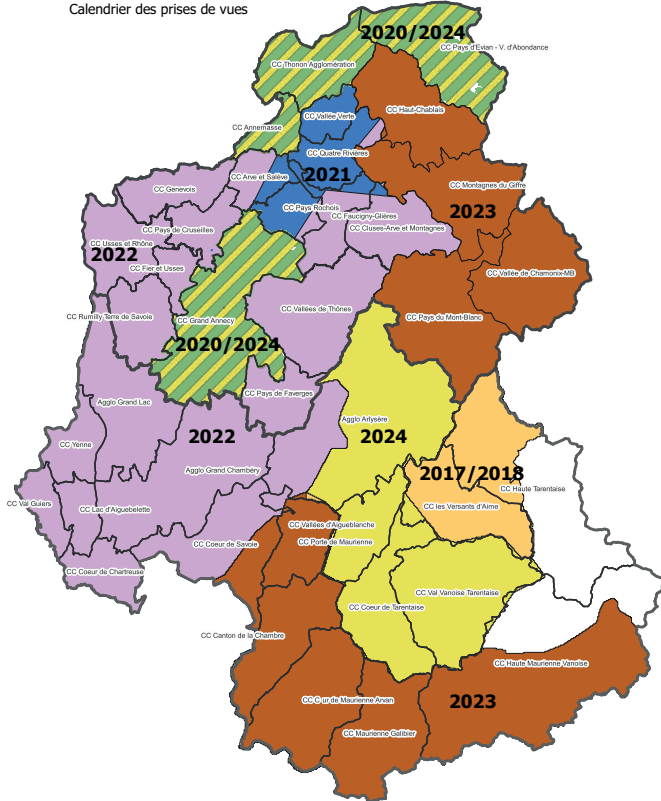 Calendrier des prises de vues
2020/2024
CC Pays d'Evian - V. d'Abondance
CC Thonon Agglomération
CC Haut-Chablais
CC Vallée Verte
CC Annemasse
CC Quatre Rivières
CC Arve et Salève
2021
CC Genevois
CC Montagnes du Giffre
CC Pays Rochois
2023
CC Faucigny-Glières
CC Cluses-Arve et Montagnes
CC Pays de Cruseilles
CC Usses et Rhône
2022
CC Fier et Usses
CC Vallée de Chamonix-MB
CC Vallées de Thônes
CC Rumilly Terre de Savoie
CC Grand Annecy
CC Pays du Mont-Blanc
2020/2024
CC Pays de Faverges
Agglo Grand Lac
Agglo Arlysère
2022
2024
CC Yenne
Agglo Grand Chambéry
2017/2018
CC Haute Tarentaise
CC Val Guiers
CC Lac d'Aiguebelette
CC les Versants d'Aime
CC Vallées d'Aigueblanche
CC Coeur de Savoie
CC Porte de Maurienne
CC Coeur de Chartreuse
CC Val Vanoise Tarentaise
CC Coeur de Tarentaise
CC Canton de la Chambre
CC Haute Maurienne Vanoise
CC C ur de Maurienne Arvan
2023
CC Maurienne Galibier